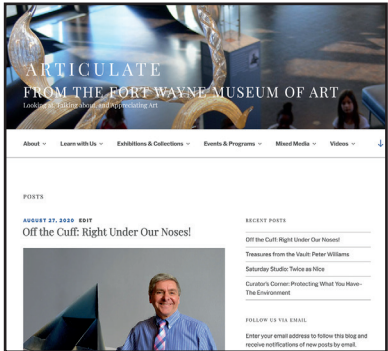 ARTICULATE
FROM THE FORT WAYNE MUSEUM OF ART
Looking at, Talking about, and Appreciating Art
About Learn with Us Exhibitions & Collections Events & Programs Mixed Media Videos
POSTS
AUGUST 27, 2020 EDIT
Off the Cuff: Right Under Our Noses!
RECENT POSTS
Off the Cuff: Right Under Our Noses!
Treasures from the Vault: Peter Williams
Saturday Studio: Twice as Nice
Curator's Corner: Protecting What You Have-
The Environment
FOLLOW US VIA EMAIL
Enter your email address to follow this blog and
receive notifications of new posts by email.